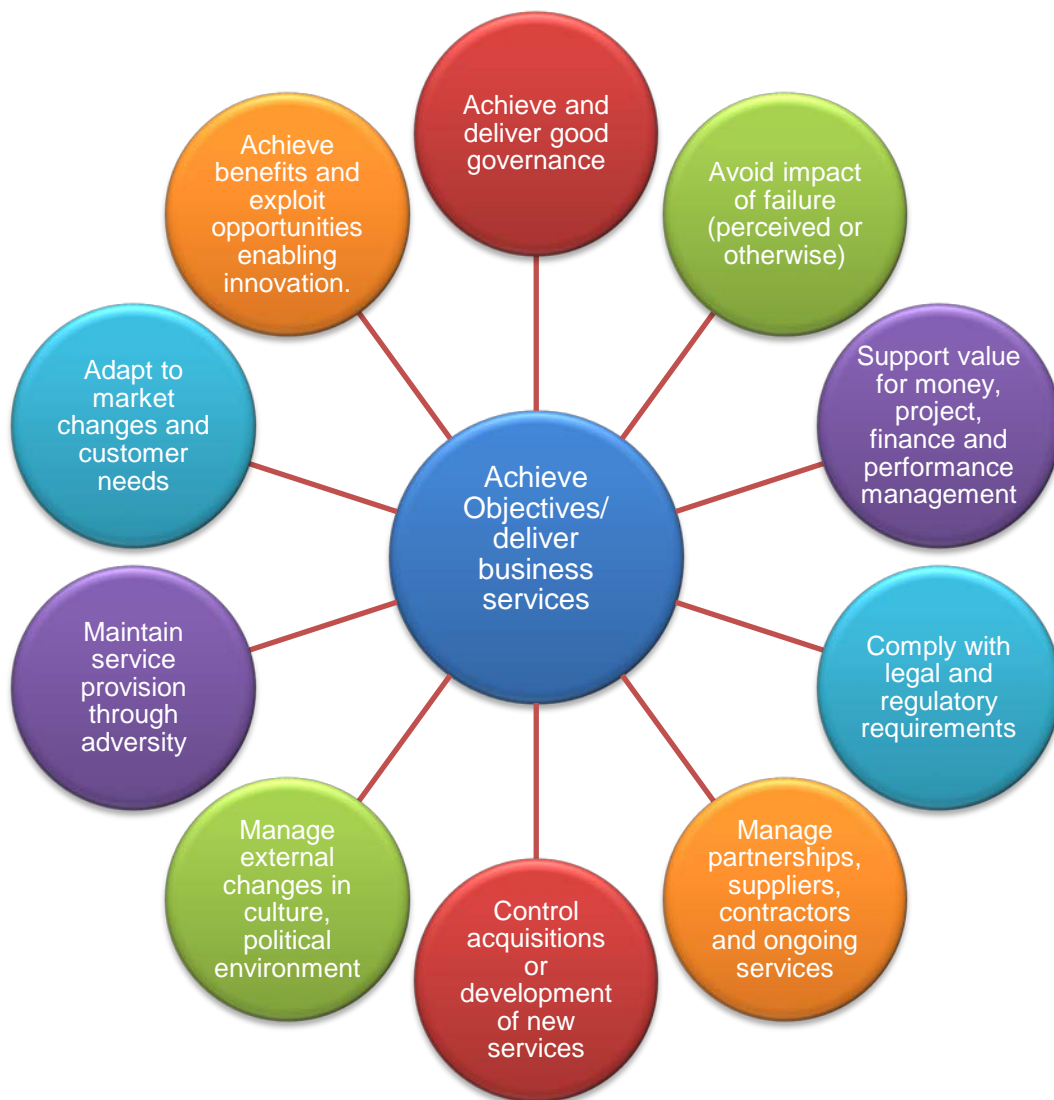 Achieve and
deliver good
governance
Avoid impact
of failure
(perceived or
otherwise)
Support value
for money,
project,
finance and
performance
management
Comply with
legal and
regulatory
requirements
Manage
partnerships,
suppliers,
contractors
and ongoing
services
Control
acquisitions
or
development
of new
services
Manage
external
changes in
culture,
political
environment
Maintain
service
provision
through
adversity
Adapt to
market
changes and
customer
needs
Achieve
benefits and
exploit
opportunities
enabling
innovation.
Achieve
Objectives/
deliver
business
services